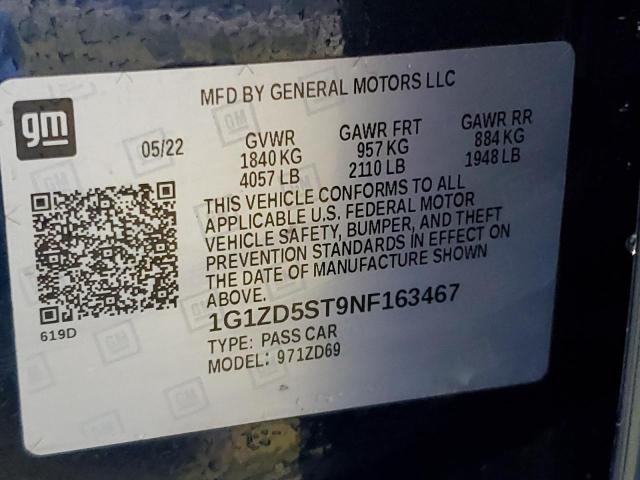 MFD BY GENERAL MOTORS LLC
gm
05/22
GVWR
1840 KG
4057 LB
GAWR FRT
957 KG
2110 LB
GAWR RR
884 KG
1948 LB
THIS VEHICLE CONFORMS TO ALL
APPLICABLE U.S. FEDERAL MOTOR
VEHICLE SAFETY, BUMPER, AND THEFT
PREVENTION STANDARDS IN EFFECT ON
THE DATE OF MANUFACTURE SHOWN
ABOVE.
619D
1G1ZD5ST9NF163467
TYPE: PASS CAR
MODEL: 971ZD69